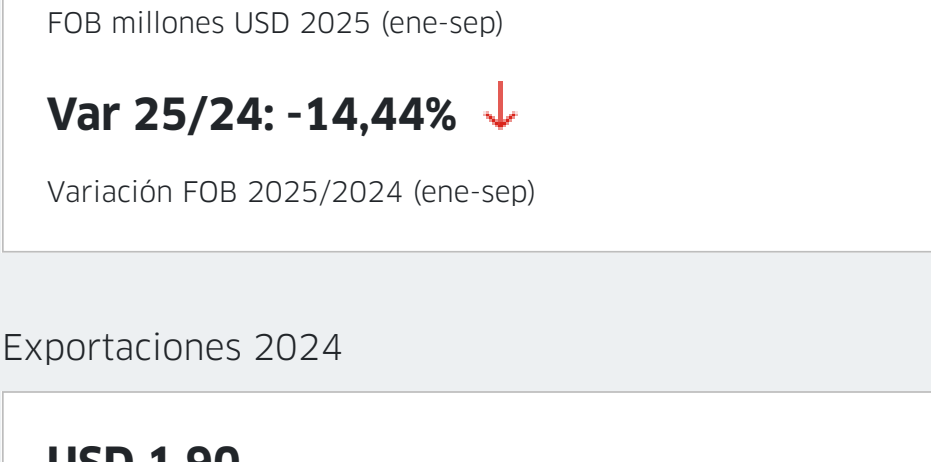 FOB millones USD 2025 (ene-sep)
Var 25/24: -14,44%
Variación FOB 2025/2024 (ene-sep)
Exportaciones 2024
USD 1,90